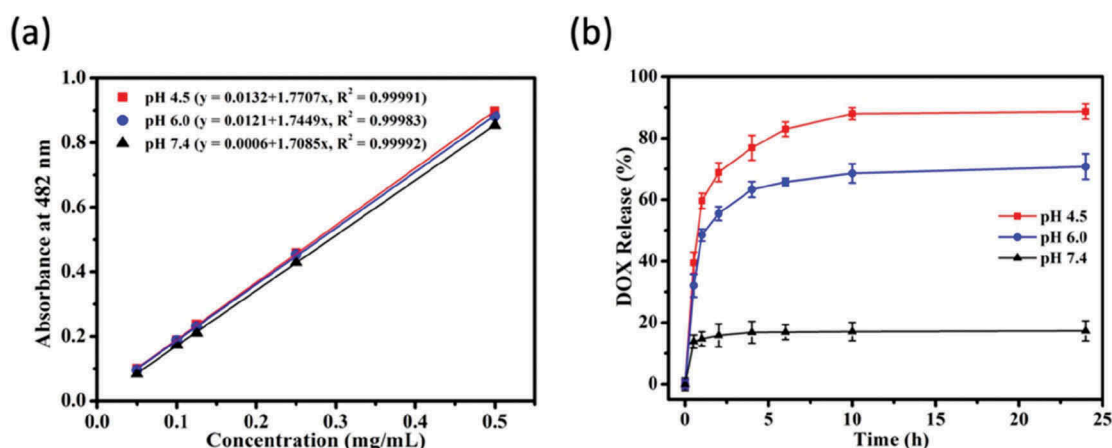 (a)
1.0
0.8
0.6
0.4
0.2
0.0
Absorbance at 482 nm
pH 4.5 (y = 0.0132+1.7707x, R² = 0.99991)
pH 6.0 (y = 0.0121+1.7449x, R² = 0.99983)
pH 7.4 (y = 0.0006+1.7085x, R² = 0.99992)
0.0 0.1 0.2 0.3 0.4 0.5
Concentration (mg/mL)
(b)
100
80
60
40
20
0
DOX Release (%)
pH 4.5
pH 6.0
pH 7.4
0 5 10 15 20 25
Time (h)